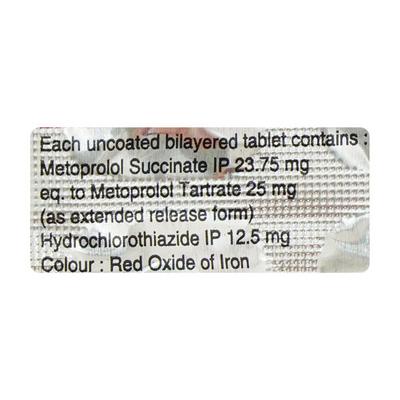 Each uncoated bilayered tablet contains :
Metoprolol Succinate IP 23.75 mg
eq. to Metoprolol Tartrate 25 mg
(as extended release form)
Hydrochlorothiazide IP 12.5 mg
Colour : Red Oxide of Iron